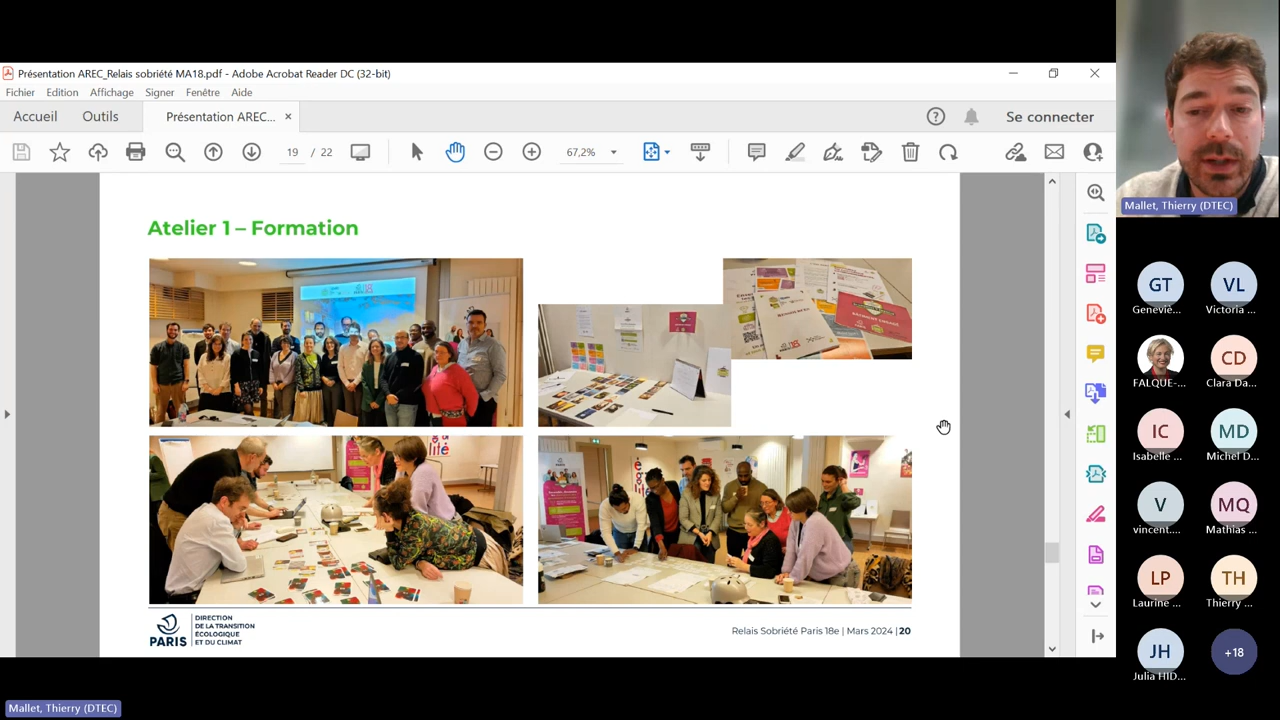 Présentation AREC_Relais sobriété MA18.pdf - Adobe Acrobat Reader DC (32-bit)
Fichier Edition Affichage Signer Fenêtre Aide
Accueil Outils Présentation AREC... ×
Se connecter
19 / 22
67,2%
Atelier 1 – Formation
PARIS
DIRECTION
DE LA TRANSITION
ÉCOLOGIQUE
ET DU CLIMAT
Relais Sobriété Paris 18e | Mars 2024 | 20
Mallet, Thierry (DTEC)
GT
Geneviè...
VL
Victoria ...
FALQUE-...
CD
Clara Da...
IC
Isabelle ...
MD
Michel D...
V
vincent....
MQ
Mathias ...
LP
Laurine ...
TH
Thierry ...
JH
Julia HID...
+18
Mallet, Thierry (DTEC)